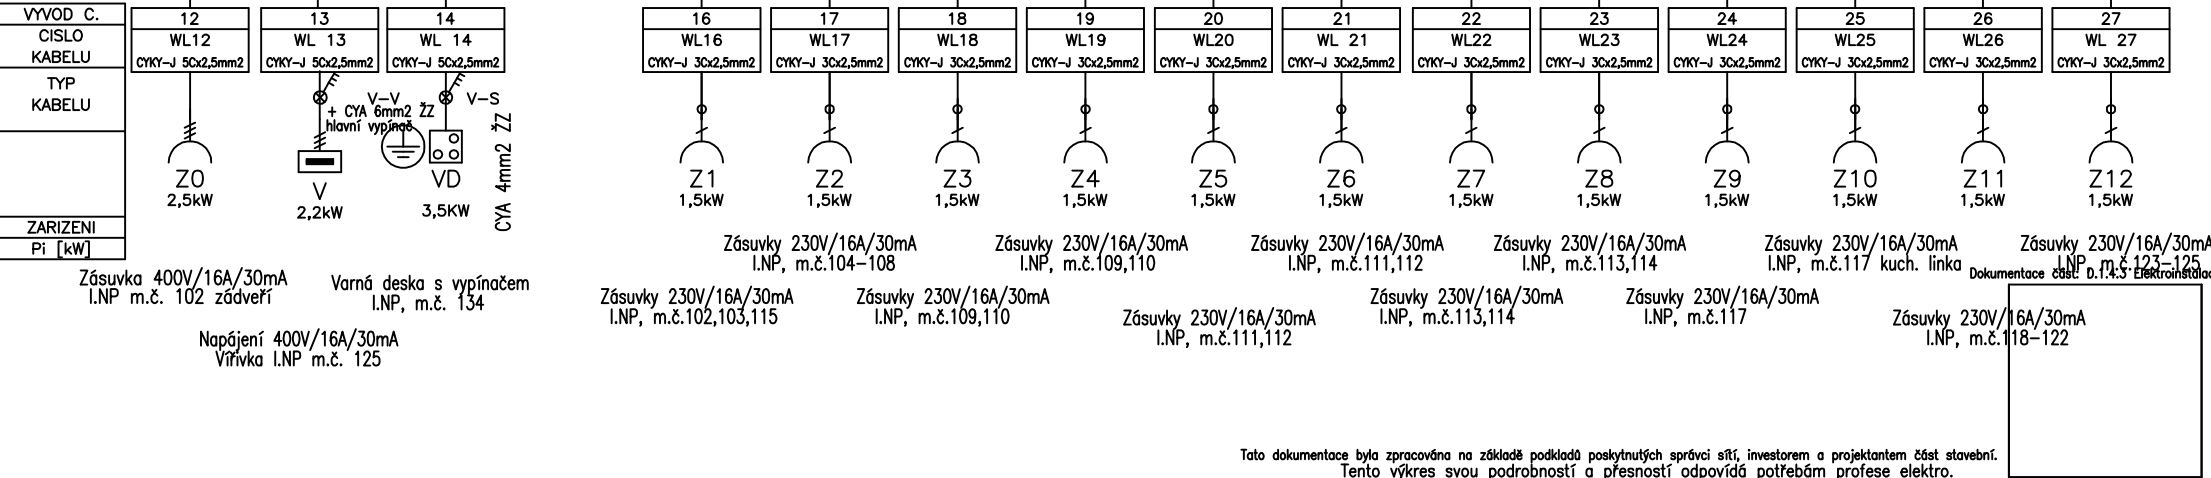 VYVOD C.
CISLO
KABELU
TYP
KABELU
ZARIZENI
Pi [kW]
12
WL12
CYKY-J 5Cx2,5mm2
Z0
2,5kW
13
WL 13
CYKY-J 5Cx2,5mm2
V-V
+ CYA 6mm2 ŽZ
hlavní vypínač
V
2,2kW
14
WL 14
CYKY-J 5Cx2,5mm2
V-S
VD
3,5KW
CYA 4mm2 ŽZ
16
WL16
CYKY-J 3Cx2,5mm2
Z1
1,5kW
17
WL17
CYKY-J 3Cx2,5mm2
Z2
1,5kW
18
WL18
CYKY-J 3Cx2,5mm2
Z3
1,5kW
19
WL19
CYKY-J 3Cx2,5mm2
Z4
1,5kW
20
WL20
CYKY-J 3Cx2,5mm2
Z5
1,5kW
21
WL 21
CYKY-J 3Cx2,5mm2
Z6
1,5kW
22
WL22
CYKY-J 3Cx2,5mm2
Z7
1,5kW
23
WL23
CYKY-J 3Cx2,5mm2
Z8
1,5kW
24
WL24
CYKY-J 3Cx2,5mm2
Z9
1,5kW
25
WL25
CYKY-J 3Cx2,5mm2
Z10
1,5kW
26
WL26
CYKY-J 3Cx2,5mm2
Z11
1,5kW
27
WL 27
CYKY-J 3Cx2,5mm2
Z12
1,5kW
Zásuvka 400V/16A/30mA
I.NP m.č. 102 zádveří
Napájení 400V/16A/30mA
Vířivka I.NP m.č. 125
Varná deska s vypínačem
I.NP, m.č. 134
Zásuvky 230V/16A/30mA
I.NP, m.č.102,103,115
Zásuvky 230V/16A/30mA
I.NP, m.č.104-108
Zásuvky 230V/16A/30mA
I.NP, m.č.109,110
Zásuvky 230V/16A/30mA
I.NP, m.č.109,110
Zásuvky 230V/16A/30mA
I.NP, m.č.111,112
Zásuvky 230V/16A/30mA
I.NP, m.č.111,112
Zásuvky 230V/16A/30mA
I.NP, m.č.113,114
Zásuvky 230V/16A/30mA
I.NP, m.č.113,114
Zásuvky 230V/16A/30mA
I.NP, m.č.117
Zásuvky 230V/16A/30mA
I.NP, m.č.117 kuch. linka
Zásuvky 230V/16A/30mA
I.NP, m.č.118-122
Zásuvky 230V/16A/30mA
I.NP, m.č.123-125
Dokumentace část: D.1.4.3 Elektroinstalac
Tato dokumentace byla zpracována na základě podkladů poskytnutých správci sítí, investorem a projektantem část stavební.
Tento výkres svou podrobností a přesností odpovídá potřebám profese elektro.